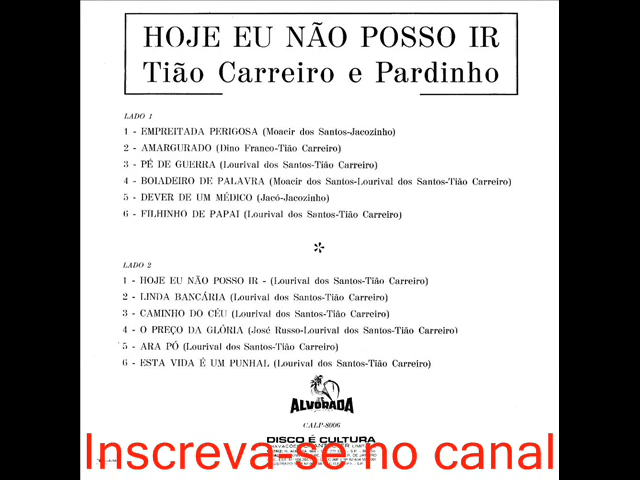 HOJE EU NÃO POSSO IR
Tião Carreiro e Pardinho
LADO 1
1 - EMPREITADA PERIGOSA (Moacir dos Santos-Jacozinho)
2 - AMARGURADO (Dino Franco-Tião Carreiro)
3 - PÉ DE GUERRA (Lourival dos Santos-Tião Carreiro)
4 - BOIADEIRO DE PALAVRA (Moacir dos Santos-Lourival dos Santos-Tião Carreiro)
5 - DEVER DE UM MÉDICO (Jacó-Jacozinho)
6 - FILHINHO DE PAPAI (Lourival dos Santos-Tião Carreiro)
*
LADO 2
1 - HOJE EU NÃO POSSO IR - (Lourival dos Santos-Tião Carreiro)
2 - LINDA BANCÁRIA (Lourival dos Santos-Tião Carreiro)
3 - CAMINHO DO CÉU (Lourival dos Santos-Tião Carreiro)
4 - O PREÇO DA GLÓRIA (José Russo-Lourival dos Santos-Tião Carreiro)
5 - ARA PÓ (Lourival dos Santos-Tião Carreiro)
6 - ESTA VIDA É UM PUNHAL (Lourival dos Santos-Tião Carreiro)
ALVORADA
CALP-8006
DISCO É CULTURA
Inscreva-se no canal